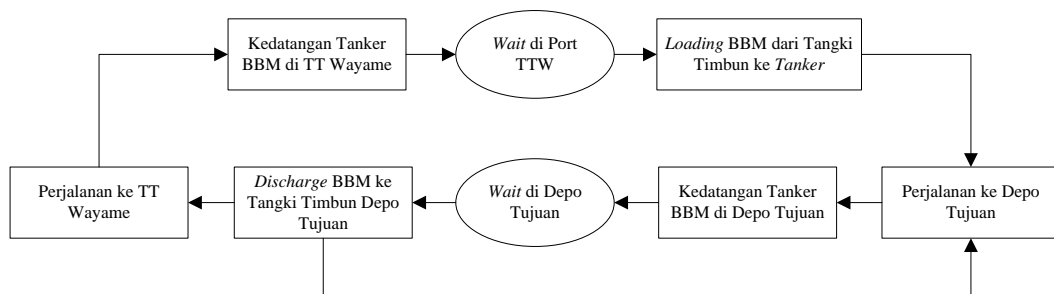 Kedatangan Tanker
BBM di TT Wayame
Wait di Port
TTW
Loading BBM dari Tangki
Timbun ke Tanker
Perjalanan ke TT
Wayame
Discharge BBM ke
Tangki Timbun Depo
Tujuan
Wait di Depo
Tujuan
Kedatangan Tanker
BBM di Depo Tujuan
Perjalanan ke Depo
Tujuan